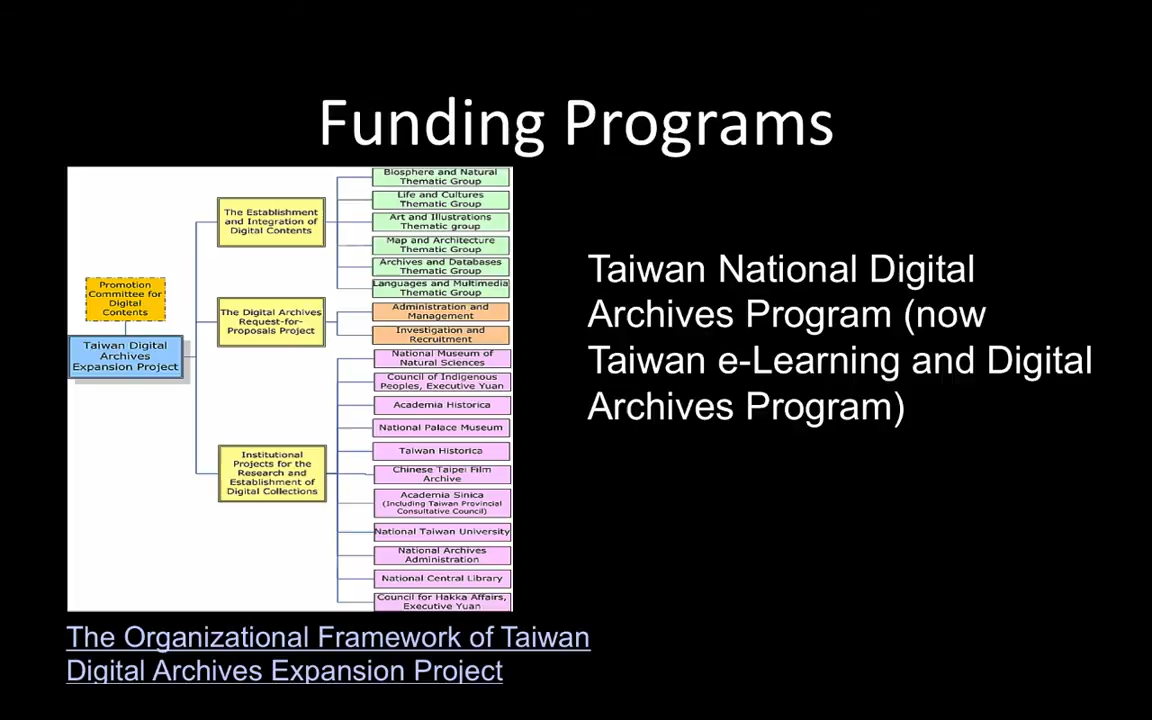 Funding Programs
Promotion
Committee for
Digital
Contents
Taiwan Digital
Archives
Expansion Project
The Establishment
and Integration of
Digital Contents
The Digital Archives
Request-for-
Proposals Project
Institutional
Projects for the
Research and
Establishment of
Digital Collections
Biosphere and Natural
Thematic Group
Life and Cultures
Thematic Group
Art and Illustrations
Thematic group
Map and Architecture
Thematic Group
Archives and Databases
Thematic Group
Languages and Multimedia
Thematic Group
Administration and
Management
Investigation and
Recruitment
National Museum of
Natural Sciences
Council of Indigenous
Peoples, Executive Yuan
Academia Historica
National Palace Museum
Taiwan Historica
Chinese Taipei Film
Archive
Academia Sinica
(Including Taiwan Provincial
Consultative Council)
National Taiwan University
National Archives
Administration
National Central Library
Council for Hakka Affairs,
Executive Yuan
Taiwan National Digital
Archives Program (now
Taiwan e-Learning and Digital
Archives Program)
The Organizational Framework of Taiwan
Digital Archives Expansion Project